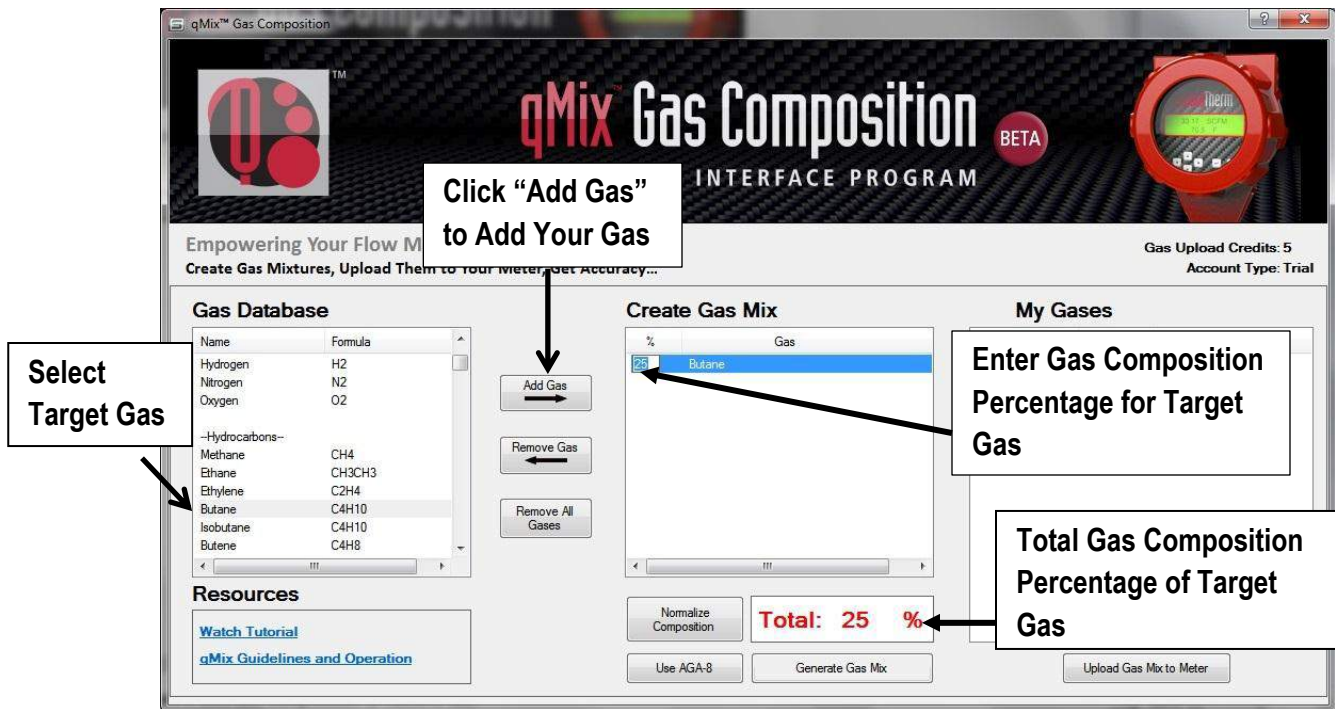 qMix™ Gas Composition
TM
qMix™ Gas Composition BETA
INTERFACE PROGRAM
Therm
Click “Add Gas”
to Add Your Gas
Empowering Your Flow M
Create Gas Mixtures, Upload Them to Your Meter, Get Accuracy...
Gas Upload Credits: 5
Account Type: Trial
Gas Database
Name Formula
Hydrogen H2
Nitrogen N2
Oxygen O2
--Hydrocarbons--
Methane CH4
Ethane CH3CH3
Ethylene C2H4
Butane C4H10
Isobutane C4H10
Butene C4H8
Select
Target Gas
Add Gas
Remove Gas
Remove All
Gases
Create Gas Mix
% Gas
25 Butane
My Gases
Enter Gas Composition
Percentage for Target
Gas
Total Gas Composition
Percentage of Target
Gas
Resources
Watch Tutorial
qMix Guidelines and Operation
Normalize
Composition
Total: 25 %
Use AGA-8
Generate Gas Mix
Upload Gas Mix to Meter